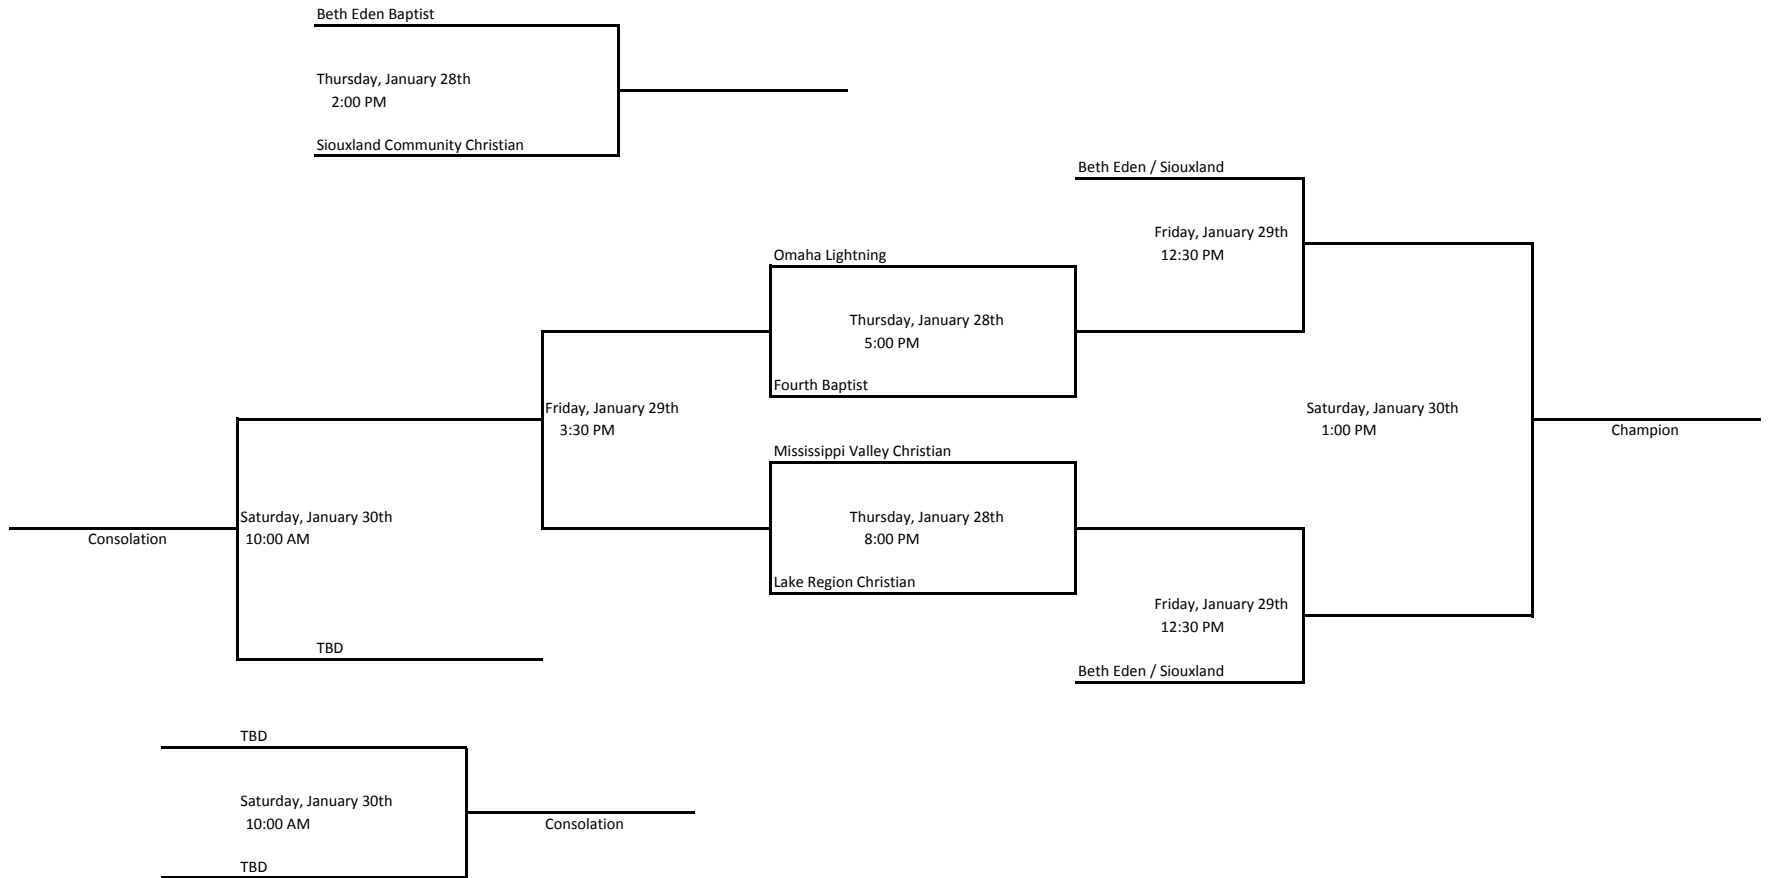 Beth Eden Baptist
Thursday, January 28th
2:00 PM
Siouxland Community Christian
Beth Eden / Siouxland
Friday, January 29th
12:30 PM
Omaha Lightning
Thursday, January 28th
5:00 PM
Fourth Baptist
Friday, January 29th
3:30 PM
Saturday, January 30th
1:00 PM
Champion
Mississippi Valley Christian
Thursday, January 28th
8:00 PM
Saturday, January 30th
10:00 AM
Consolation
Lake Region Christian
Friday, January 29th
12:30 PM
TBD
Beth Eden / Siouxland
TBD
Saturday, January 30th
10:00 AM
Consolation
TBD